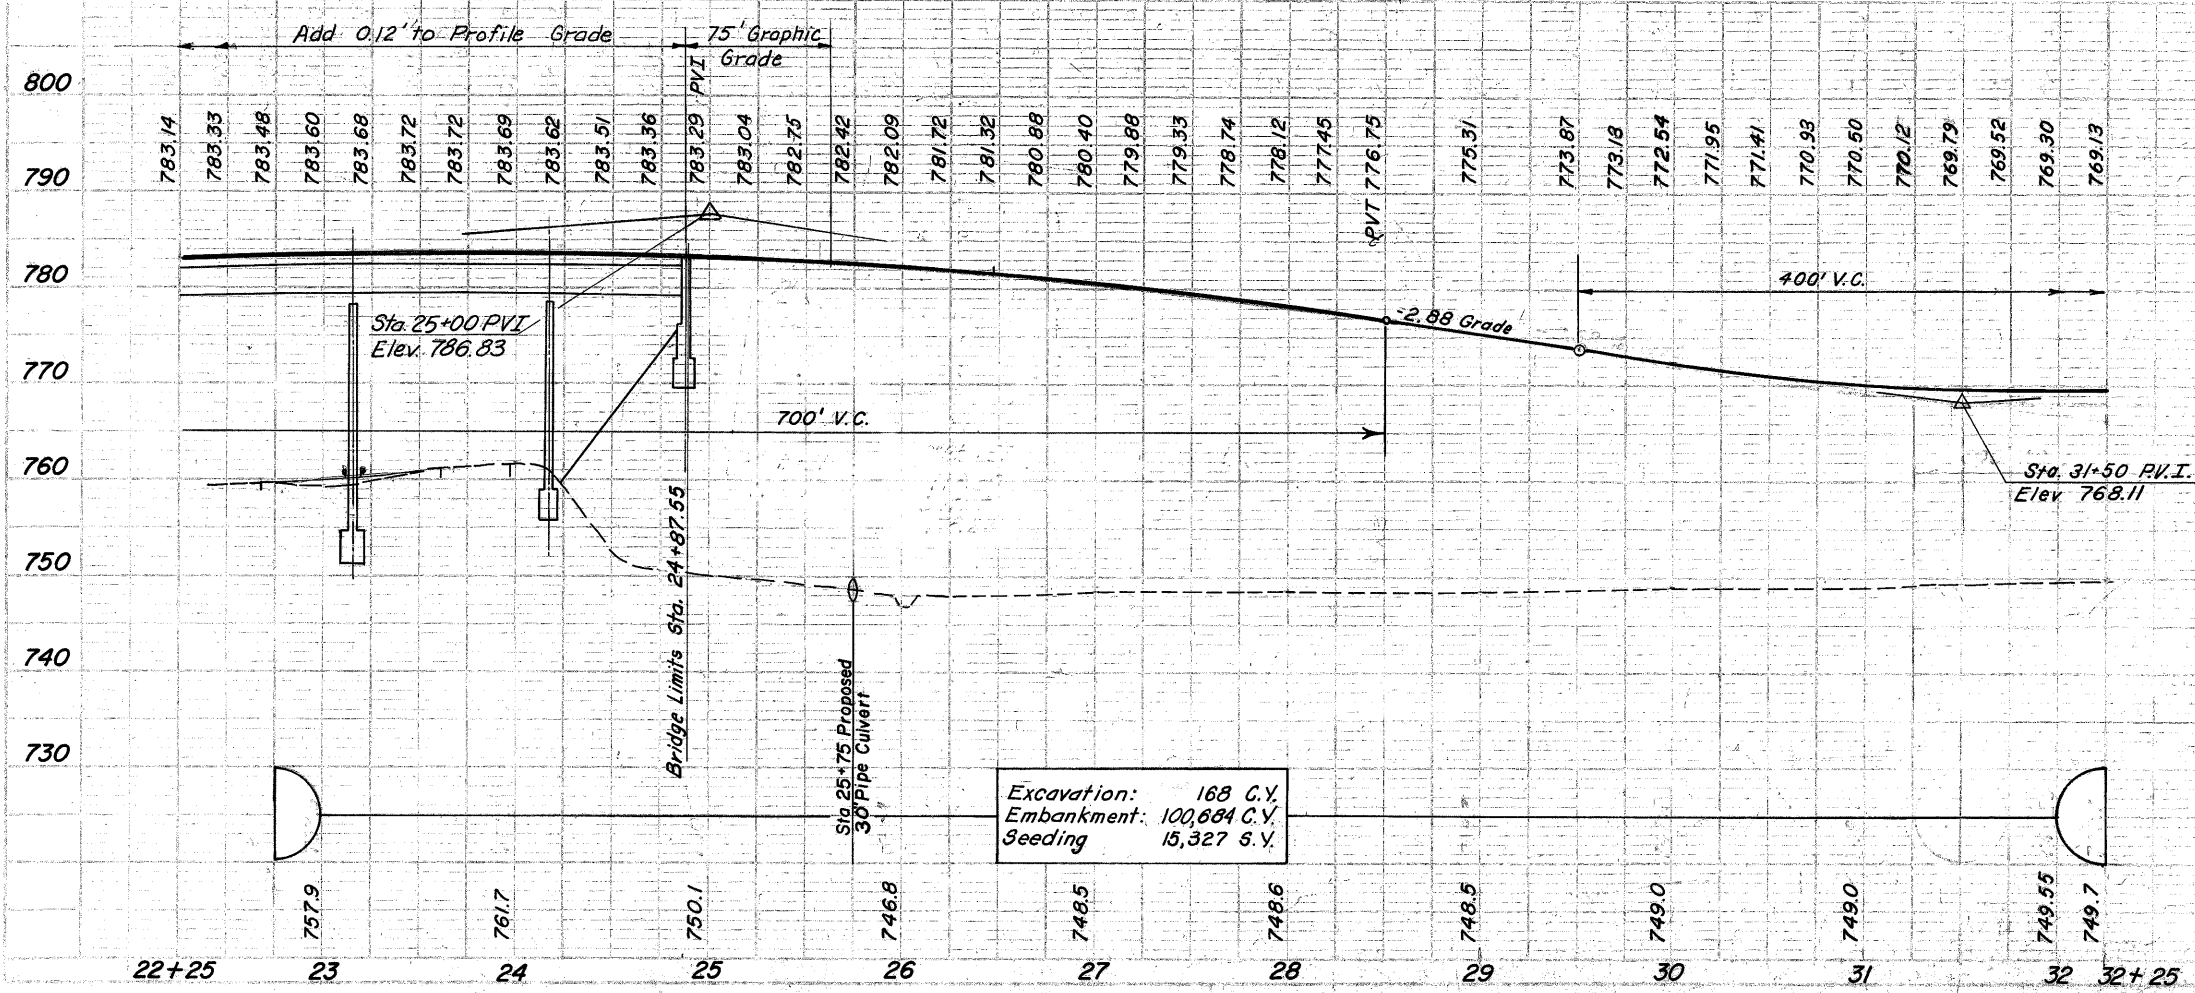 Add 0.12' to Profile Grade
75' Graphic
Grade
800
790
780
770
760
750
740
730
783.14
783.33
783.48
783.60
783.68
783.72
783.72
783.69
783.62
783.51
783.36
783.29 PVI
783.04
782.75
782.42
782.09
781.72
781.32
780.88
780.40
779.88
779.33
778.74
778.12
777.45
PVT 776.75
775.31
773.87
773.18
772.54
771.95
771.41
770.93
770.50
770.12
769.79
769.52
769.30
769.13
400' V.C.
Sta. 25+00 PVI
Elev. 786.83
-2.88 Grade
700' V.C.
Sta. 31+50 P.V.I.
Elev 768.11
Bridge Limits Sta. 24+87.55
Sta 25+75 Proposed
30" Pipe Culvert
Excavation: 168 C.Y.
Embankment: 100,684 C.Y.
Seeding 15,327 S.Y.
757.9
761.7
750.1
746.8
748.5
748.6
748.5
749.0
749.0
749.55
749.7
22+25 23 24 25 26 27 28 29 30 31 32 32+25